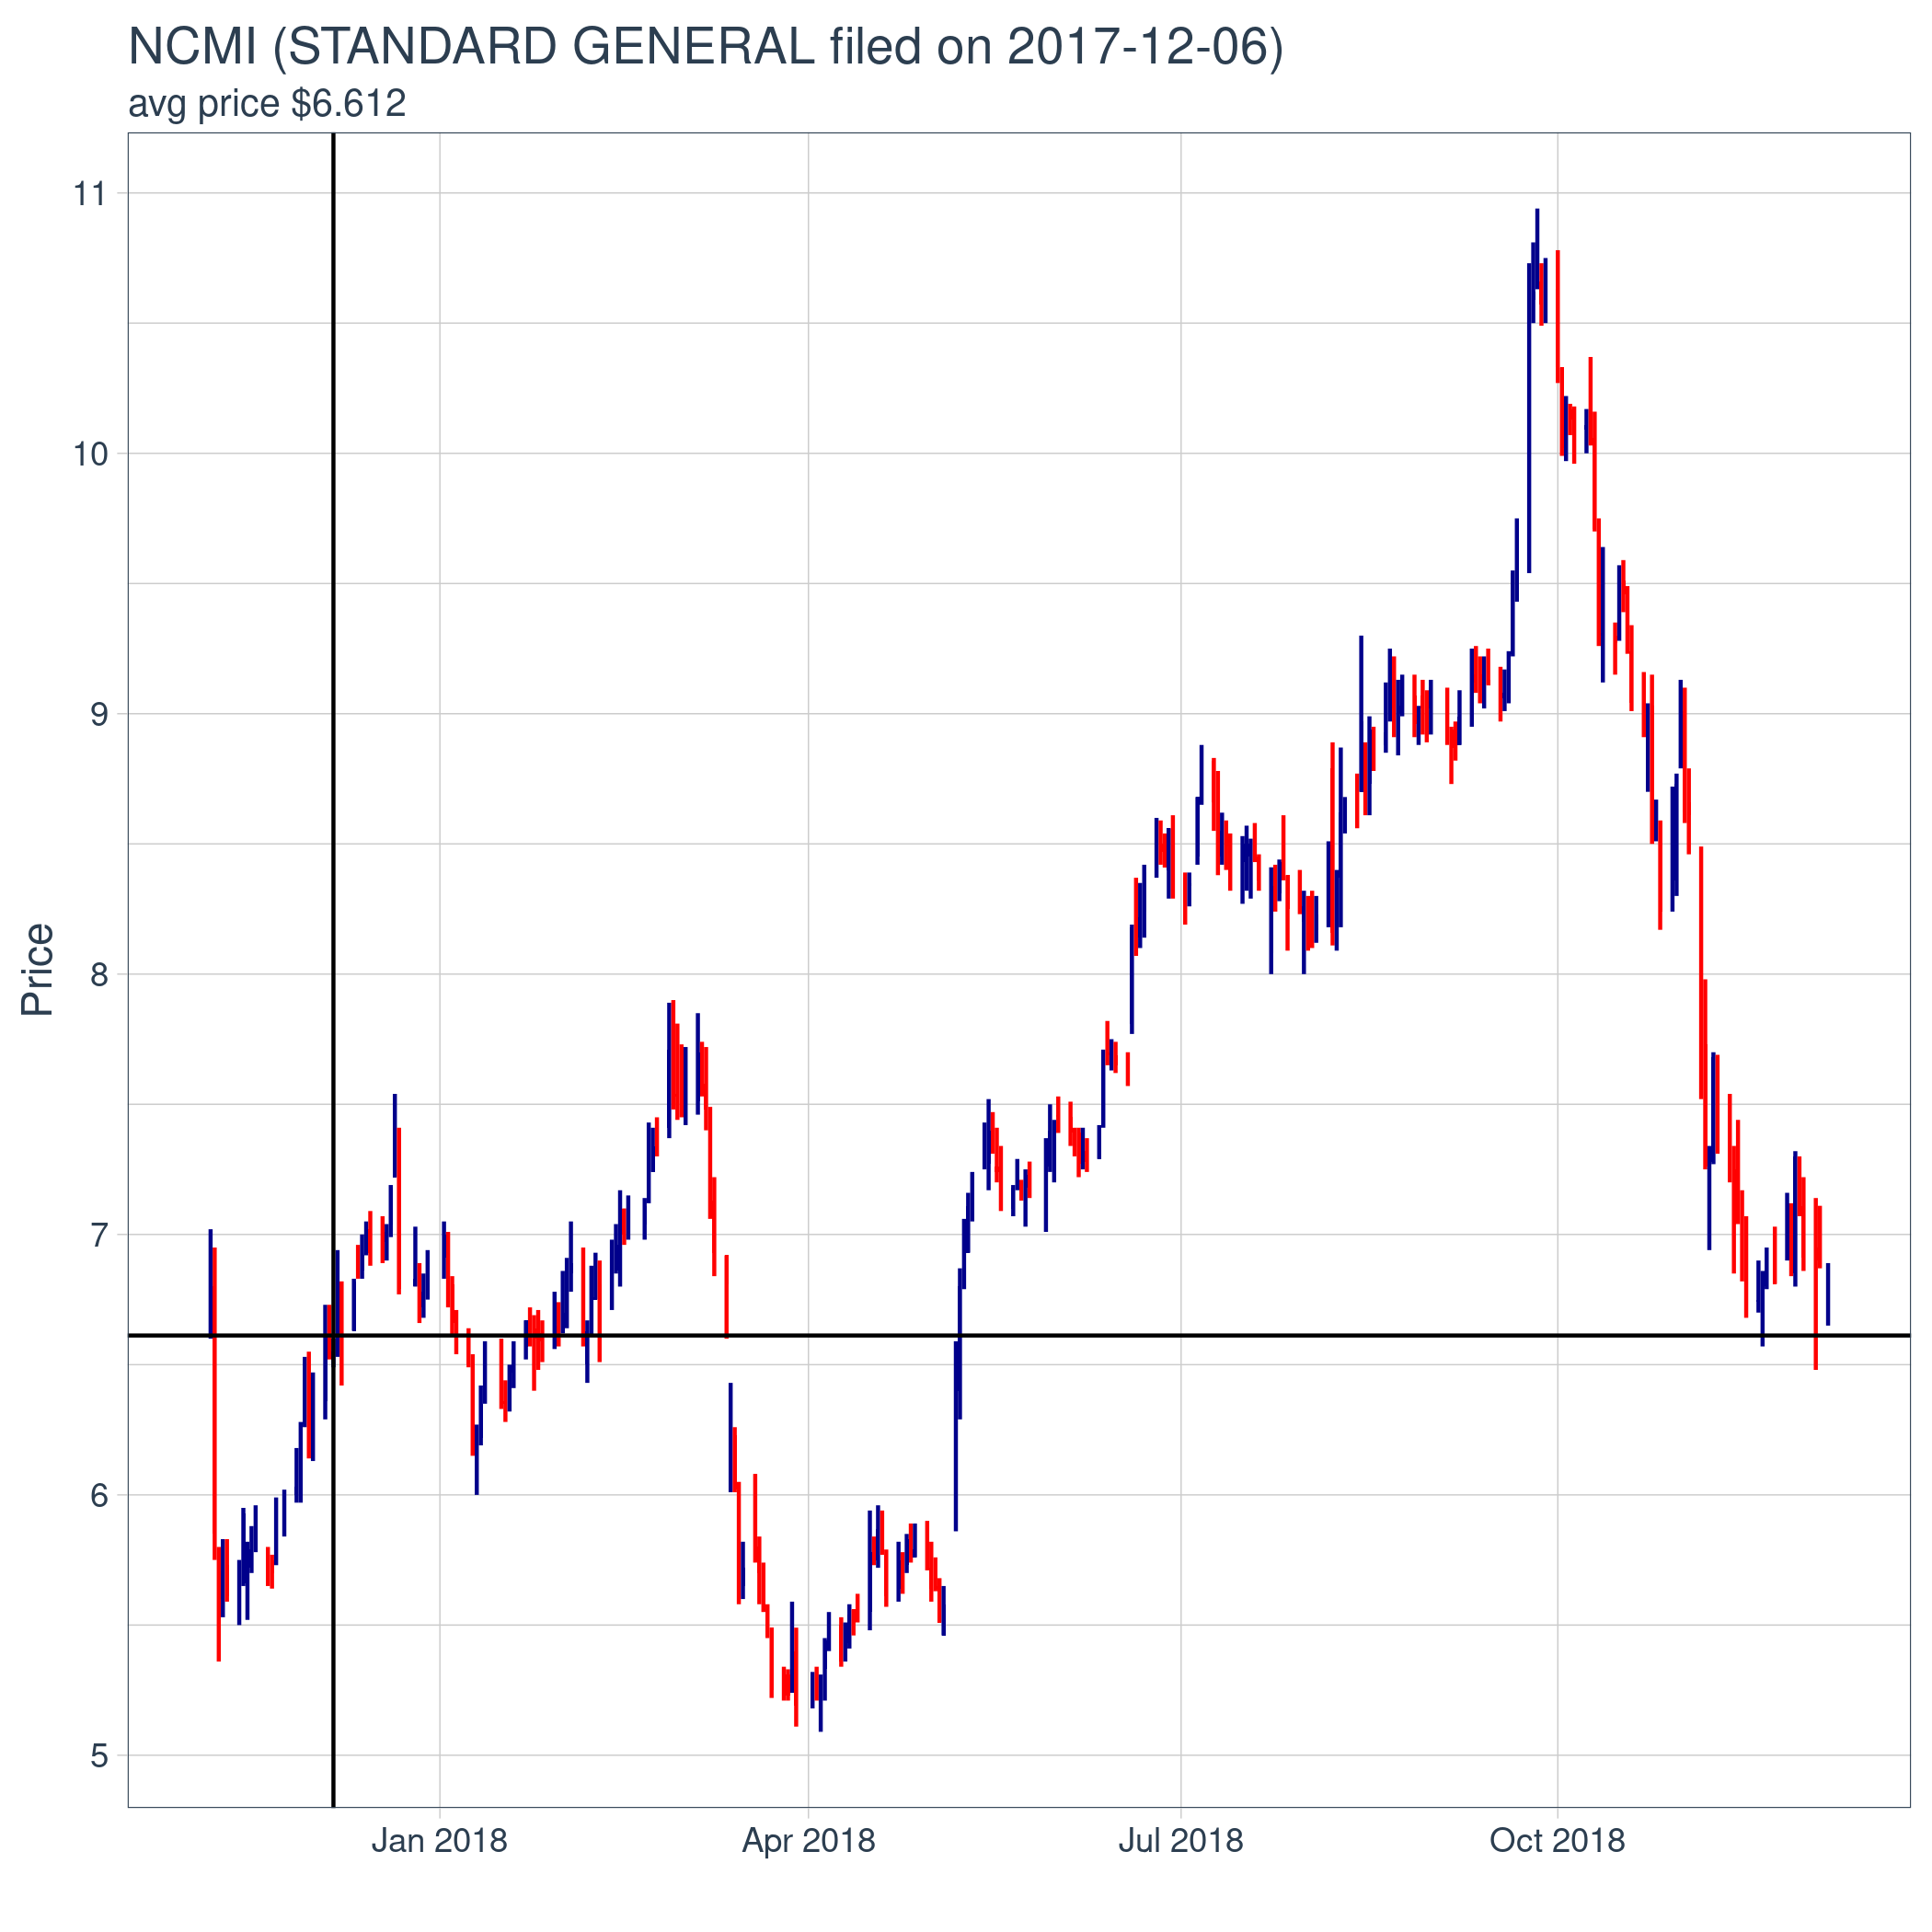 NCMI (STANDARD GENERAL filed on 2017-12-06)
avg price $6.612
11
10
9
8
7
6
5
Price
Jan 2018
Apr 2018
Jul 2018
Oct 2018